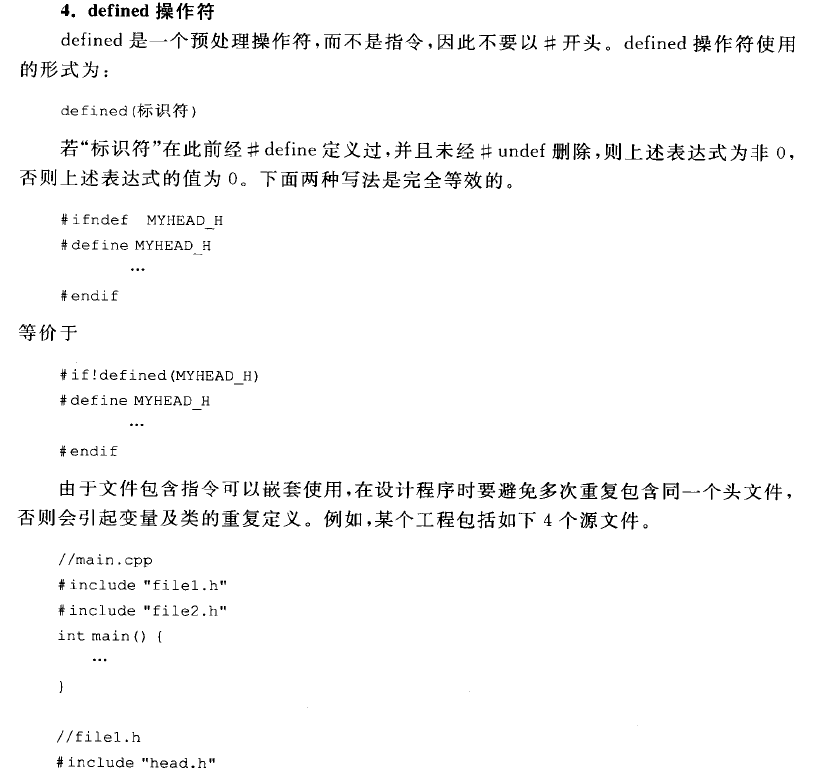 4. defined 操作符
defined 是一个预处理操作符,而不是指令,因此不要以#开头。defined 操作符使用
的形式为:
defined(标识符)
若“标识符”在此前经#define 定义过,并且未经#undef 删除,则上述表达式为非 0,
否则上述表达式的值为 0。下面两种写法是完全等效的。
#ifndef MYHEAD_H
#define MYHEAD_H
…
#endif
等价于
#if!defined(MYHEAD_H)
#define MYHEAD_H
…
#endif
由于文件包含指令可以嵌套使用,在设计程序时要避免多次重复包含同一个头文件,
否则会引起变量及类的重复定义。例如,某个工程包括如下 4 个源文件。
//main.cpp
#include "file1.h"
#include "file2.h"
int main() {
…
}
//file1.h
#include "head.h"